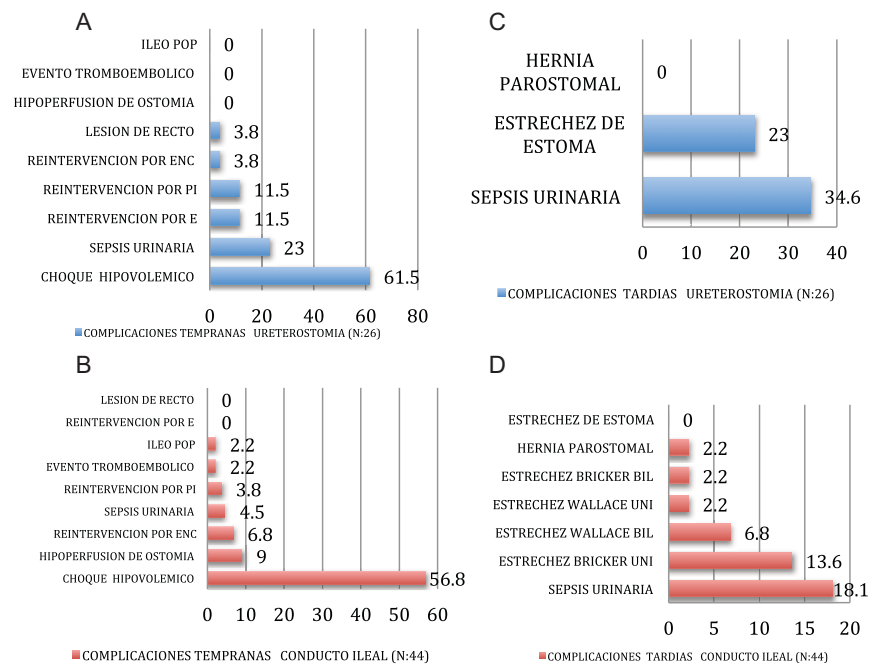 A
ILEO POP 0
EVENTO TROMBOEMBOLICO 0
HIPOPERFUSION DE OSTOMIA 0
LESION DE RECTO 3.8
REINTERVENCION POR ENC 3.8
REINTERVENCION POR PI 11.5
REINTERVENCION POR E 11.5
SEPSIS URINARIA 23
CHOQUE HIPOVOLEMICO 61.5
0 20 40 60 80
COMPLICACIONES TEMPRANAS URETEROSTOMIA (N:26)
C
HERNIA
PAROSTOMAL 0
ESTRECHEZ DE
ESTOMA 23
SEPSIS URINARIA 34.6
0 10 20 30 40
COMPLICACIONES TARDIAS URETEROSTOMIA (N:26)
B
LESION DE RECTO 0
REINTERVENCION POR E 0
ILEO POP 2.2
EVENTO TROMBOEMBOLICO 2.2
REINTERVENCION POR PI 3.8
SEPSIS URINARIA 4.5
REINTERVENCION POR ENC 6.8
HIPOPERFUSION DE OSTOMIA 9
CHOQUE HIPOVOLEMICO 56.8
0 10 20 30 40 50 60
COMPLICACIONES TEMPRANAS CONDUCTO ILEAL (N:44)
D
ESTRECHEZ DE ESTOMA 0
HERNIA PAROSTOMAL 2.2
ESTRECHEZ BRICKER BIL 2.2
ESTRECHEZ WALLACE UNI 2.2
ESTRECHEZ WALLACE BIL 6.8
ESTRECHEZ BRICKER UNI 13.6
SEPSIS URINARIA 18.1
0 5 10 15 20
COMPLICACIONES TARDIAS CONDUCTO ILEAL (N:44)